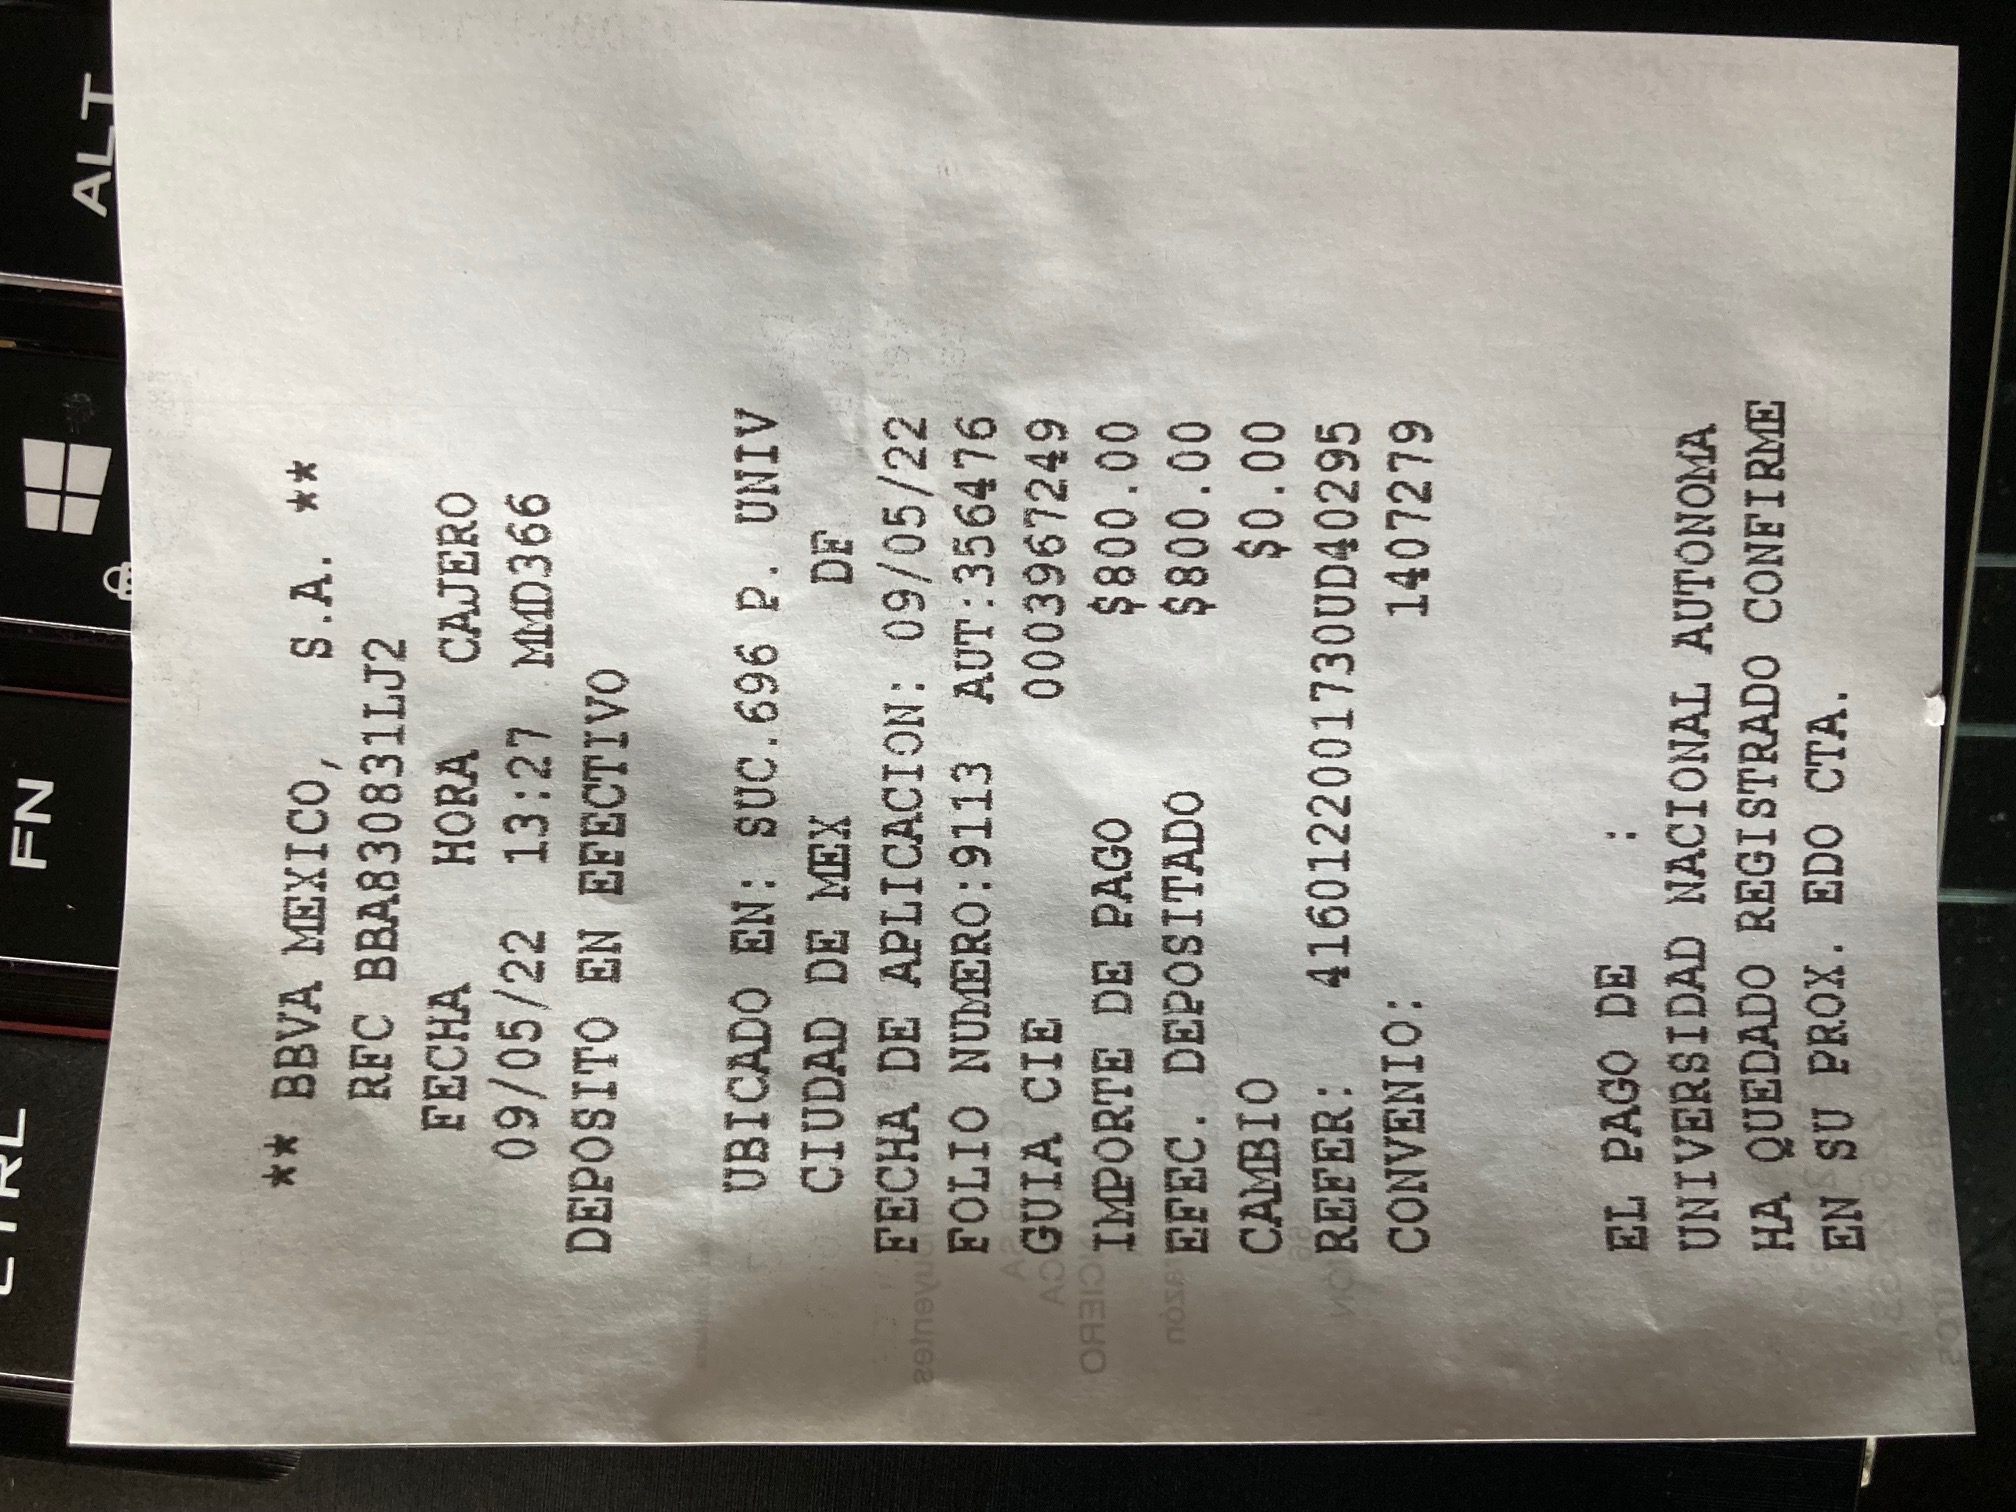 CTRL FN ALT
** BBVA MEXICO, S.A. **
RFC BBA830831LJ2
FECHA HORA CAJERO
09/05/22 13:27 MMD366
DEPOSITO EN EFECTIVO
UBICADO EN: SUC.696 P. UNIV
CIUDAD DE MEX DF
FECHA DE APLICACION: 09/05/22
FOLIO NUMERO:9113 AUT:356476
GUIA CIE 0003967249
IMPORTE DE PAGO $800.00
EFEC. DEPOSITADO $800.00
CAMBIO $0.00
REFER: 4160122001730UD40295
CONVENIO: 1407279
EL PAGO DE :
UNIVERSIDAD NACIONAL AUTONOMA
HA QUEDADO REGISTRADO CONFIRME
EN SU PROX. EDO CTA.